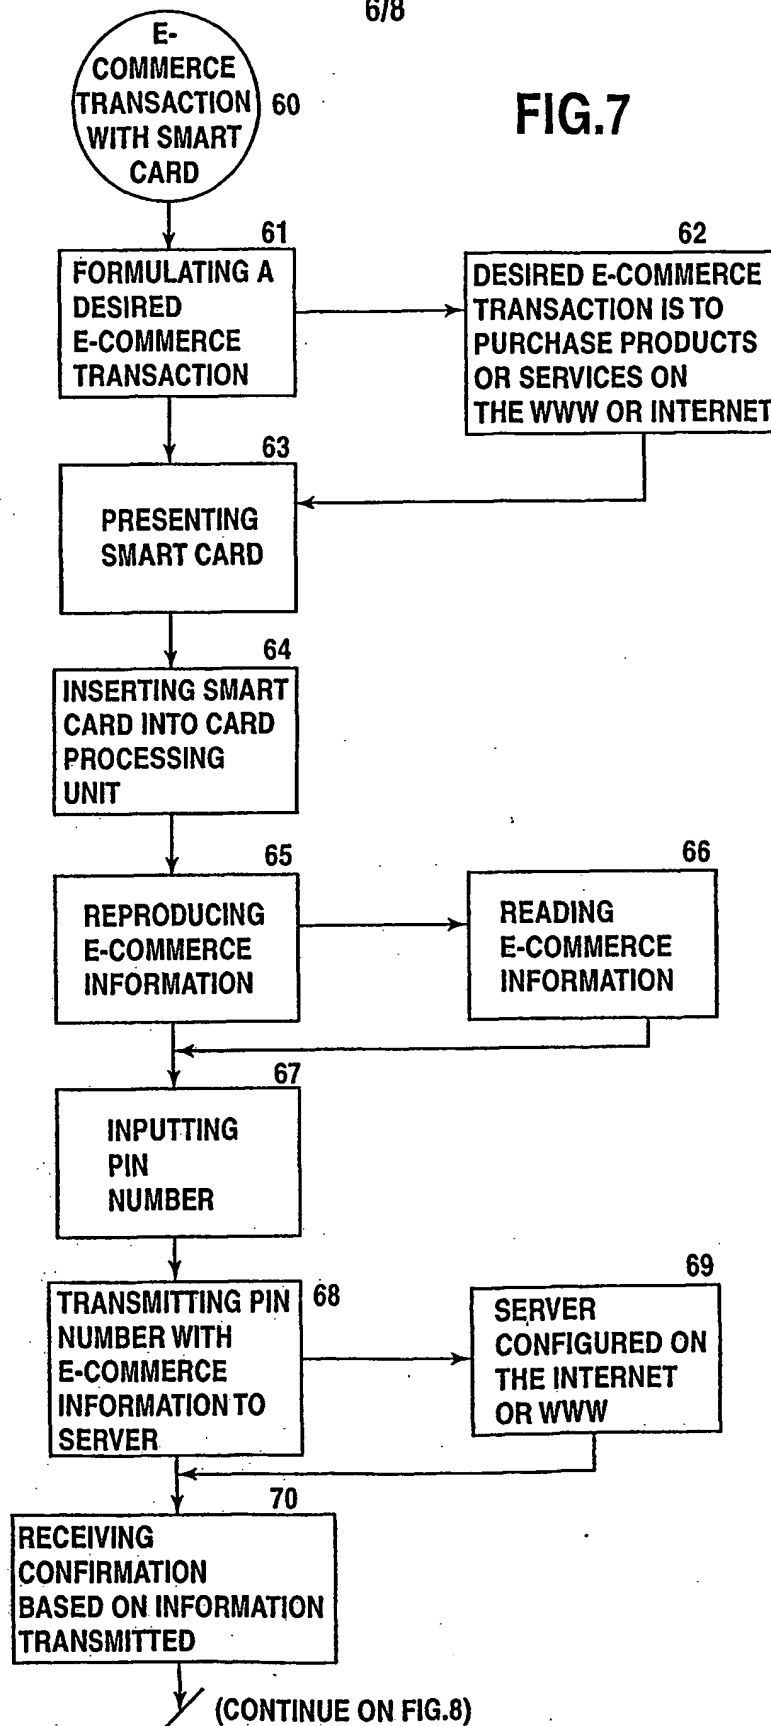 6/8
E-
COMMERCE
TRANSACTION
WITH SMART
CARD
60
FIG.7
61
FORMULATING A
DESIRED
E-COMMERCE
TRANSACTION
62
DESIRED E-COMMERCE
TRANSACTION IS TO
PURCHASE PRODUCTS
OR SERVICES ON
THE WWW OR INTERNET
63
PRESENTING
SMART CARD
64
INSERTING SMART
CARD INTO CARD
PROCESSING
UNIT
65
REPRODUCING
E-COMMERCE
INFORMATION
66
READING
E-COMMERCE
INFORMATION
67
INPUTTING
PIN
NUMBER
68
TRANSMITTING PIN
NUMBER WITH
E-COMMERCE
INFORMATION TO
SERVER
69
SERVER
CONFIGURED ON
THE INTERNET
OR WWW
70
RECEIVING
CONFIRMATION
BASED ON INFORMATION
TRANSMITTED
(CONTINUE ON FIG.8)